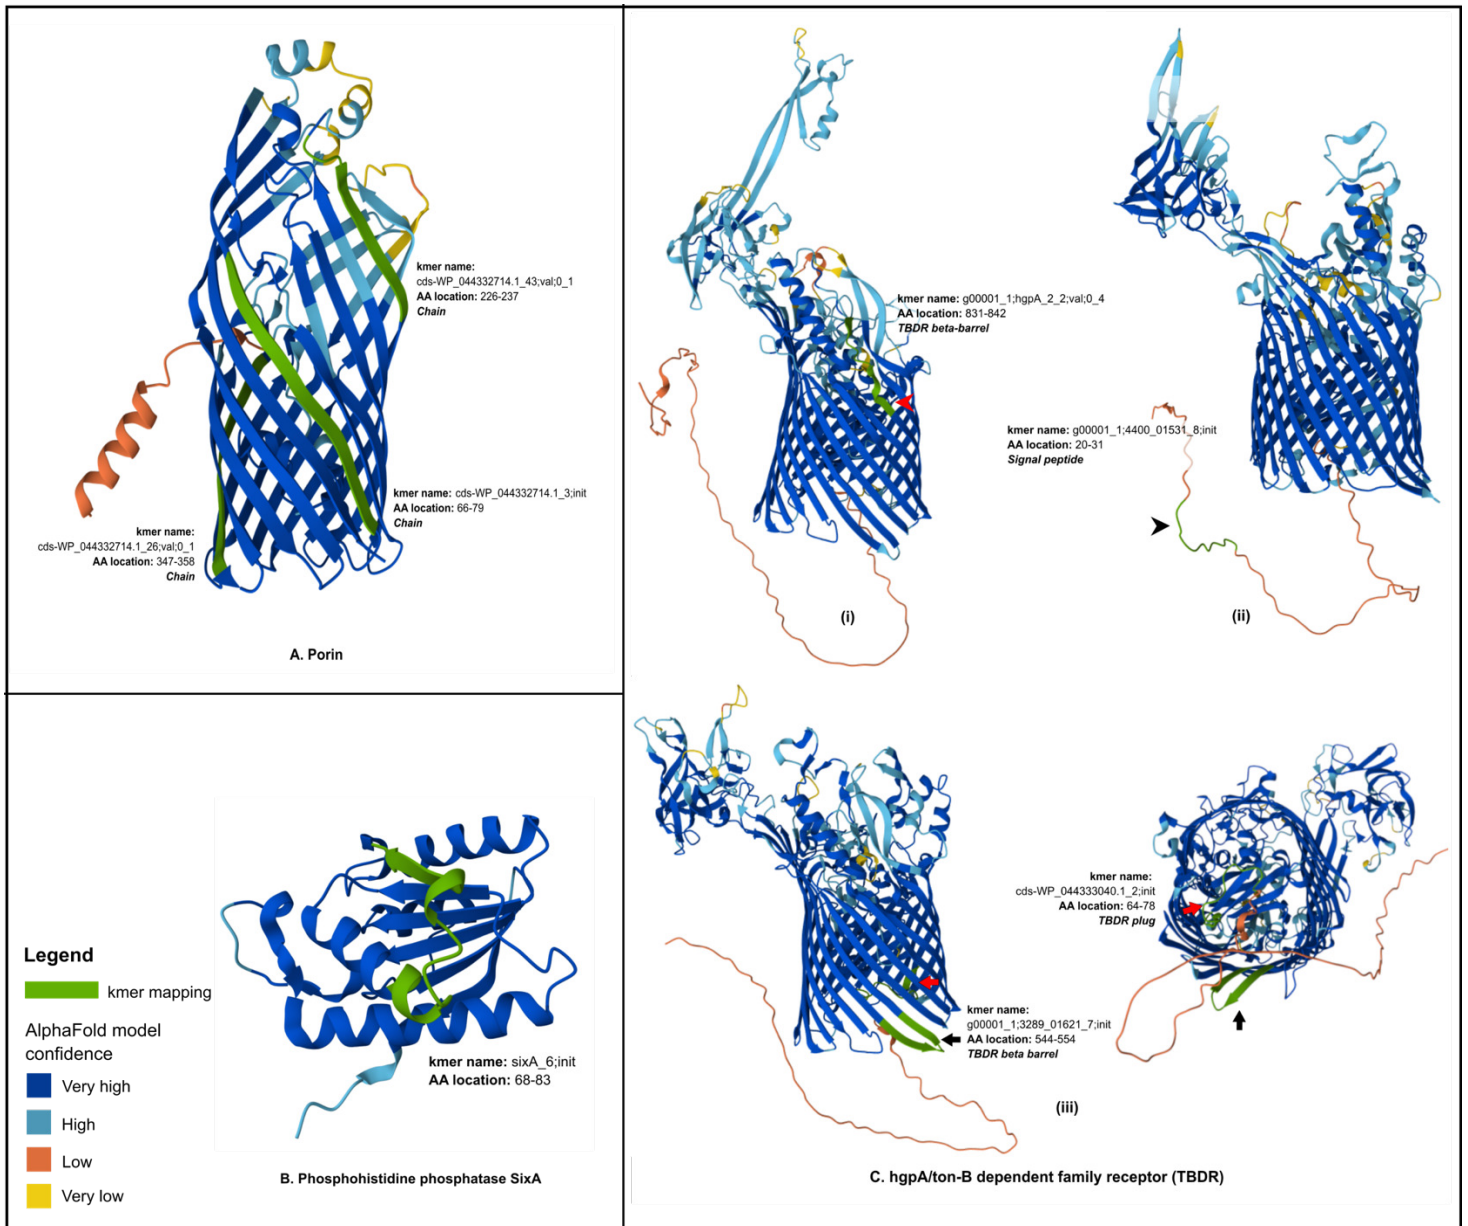 kmer name:
cds-WP_044332714.1_43;val;0_1
AA location: 226-237
Chain
kmer name: cds-WP_044332714.1_3;init
AA location: 66-79
Chain
kmer name:
cds-WP_044332714.1_26;val;0_1
AA location: 347-358
Chain
A. Porin
kmer name: g00001_1;hgpA_2_2;val;0_4
AA location: 831-842
TBDR beta-barrel
(i)
kmer name: g00001_1;4400_01531_8;init
AA location: 20-31
Signal peptide
(ii)
kmer name:
g00001_1;3289_01621_7;init
AA location: 544-554
TBDR beta barrel
kmer name:
cds-WP_044333040.1_2;init
AA location: 64-78
TBDR plug
(iii)
C. hgpA/ton-B dependent family receptor (TBDR)
Legend
kmer mapping
AlphaFold model
confidence
Very high
High
Low
Very low
kmer name: sixA_6;init
AA location: 68-83
B. Phosphohistidine phosphatase SixA